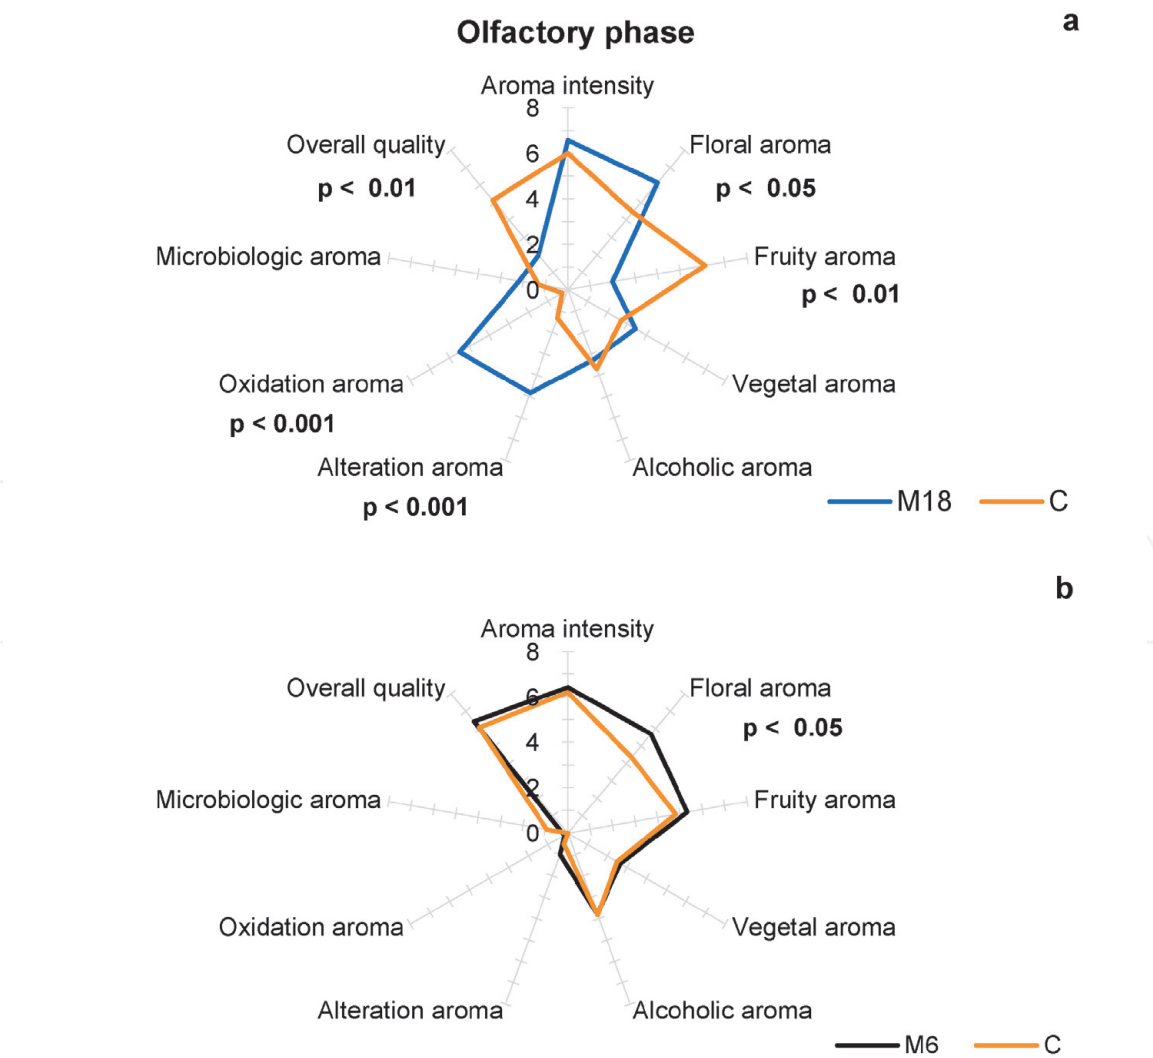 a
Olfactory phase
Aroma intensity
8
Overall quality
Floral aroma
6
p < 0.01
p < 0.05
4
2
Microbiologic aroma
Fruity aroma
0
p < 0.01
Oxidation aroma
Vegetal aroma
p < 0.001
Alteration aroma
Alcoholic aroma
p < 0.001
M18
C
b
Aroma intensity
8
Overall quality
Floral aroma
6
p < 0.05
4
2
Microbiologic aroma
Fruity aroma
0
Oxidation aroma
Vegetal aroma
Alteration aroma
Alcoholic aroma
M6
C